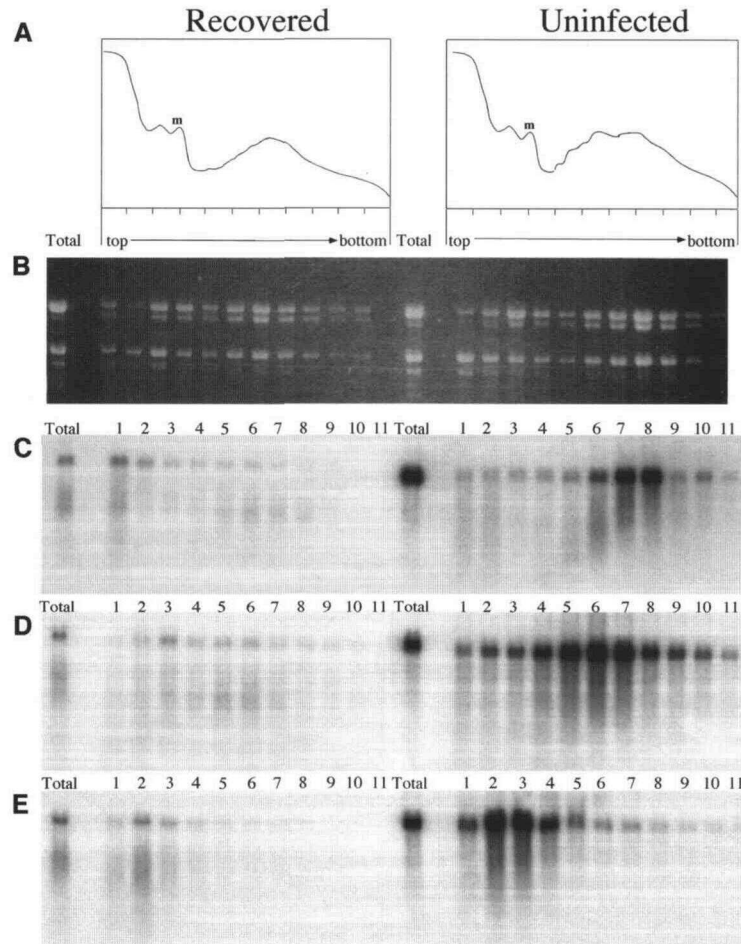 Recovered Uninfected
A
m m
Total top bottom Total top bottom
B
Total 1 2 3 4 5 6 7 8 9 10 11 Total 1 2 3 4 5 6 7 8 9 10 11
C
Total 1 2 3 4 5 6 7 8 9 10 11 Total 1 2 3 4 5 6 7 8 9 10 11
D
Total 1 2 3 4 5 6 7 8 9 10 11 Total 1 2 3 4 5 6 7 8 9 10 11
E